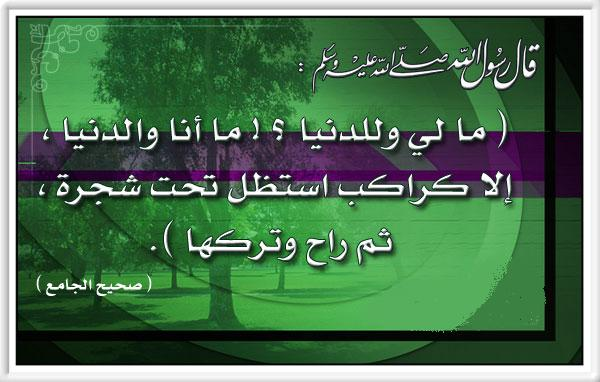 قال رسول الله صلى الله عليه وسلم :
( ما لي وللدنيا ؟ ! ما أنا والدنيا ،
إلا كراكب استظل تحت شجرة ،
ثم راح وتركها ).
( صحيح الجامع )